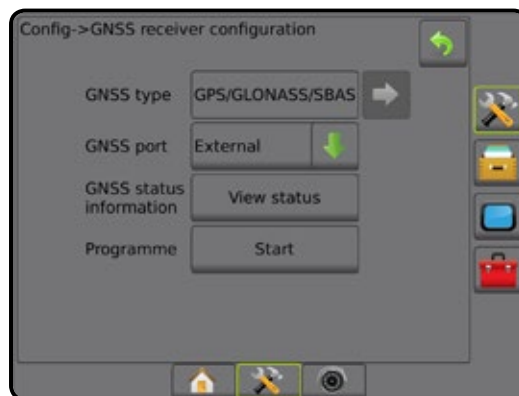 Config->GNSS receiver configuration
GNSS type GPS/GLONASS/SBAS
GNSS port External
GNSS status
information View status
Programme Start